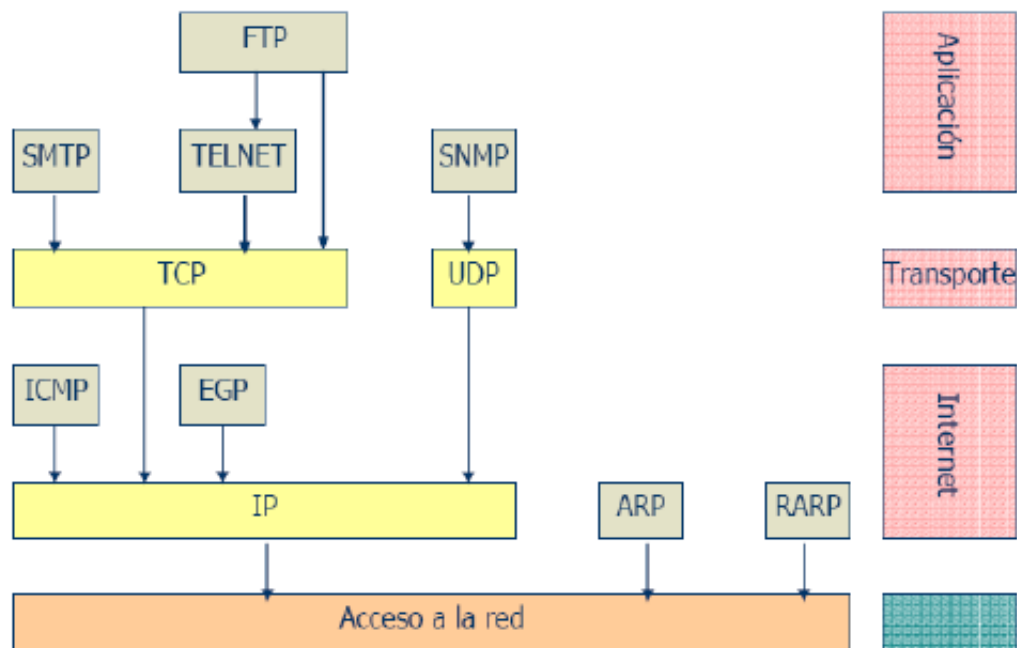 FTP
Aplicación
SMTP
TELNET
SNMP
TCP
UDP
Transporte
ICMP
EGP
Internet
IP
ARP
RARP
Acceso a la red